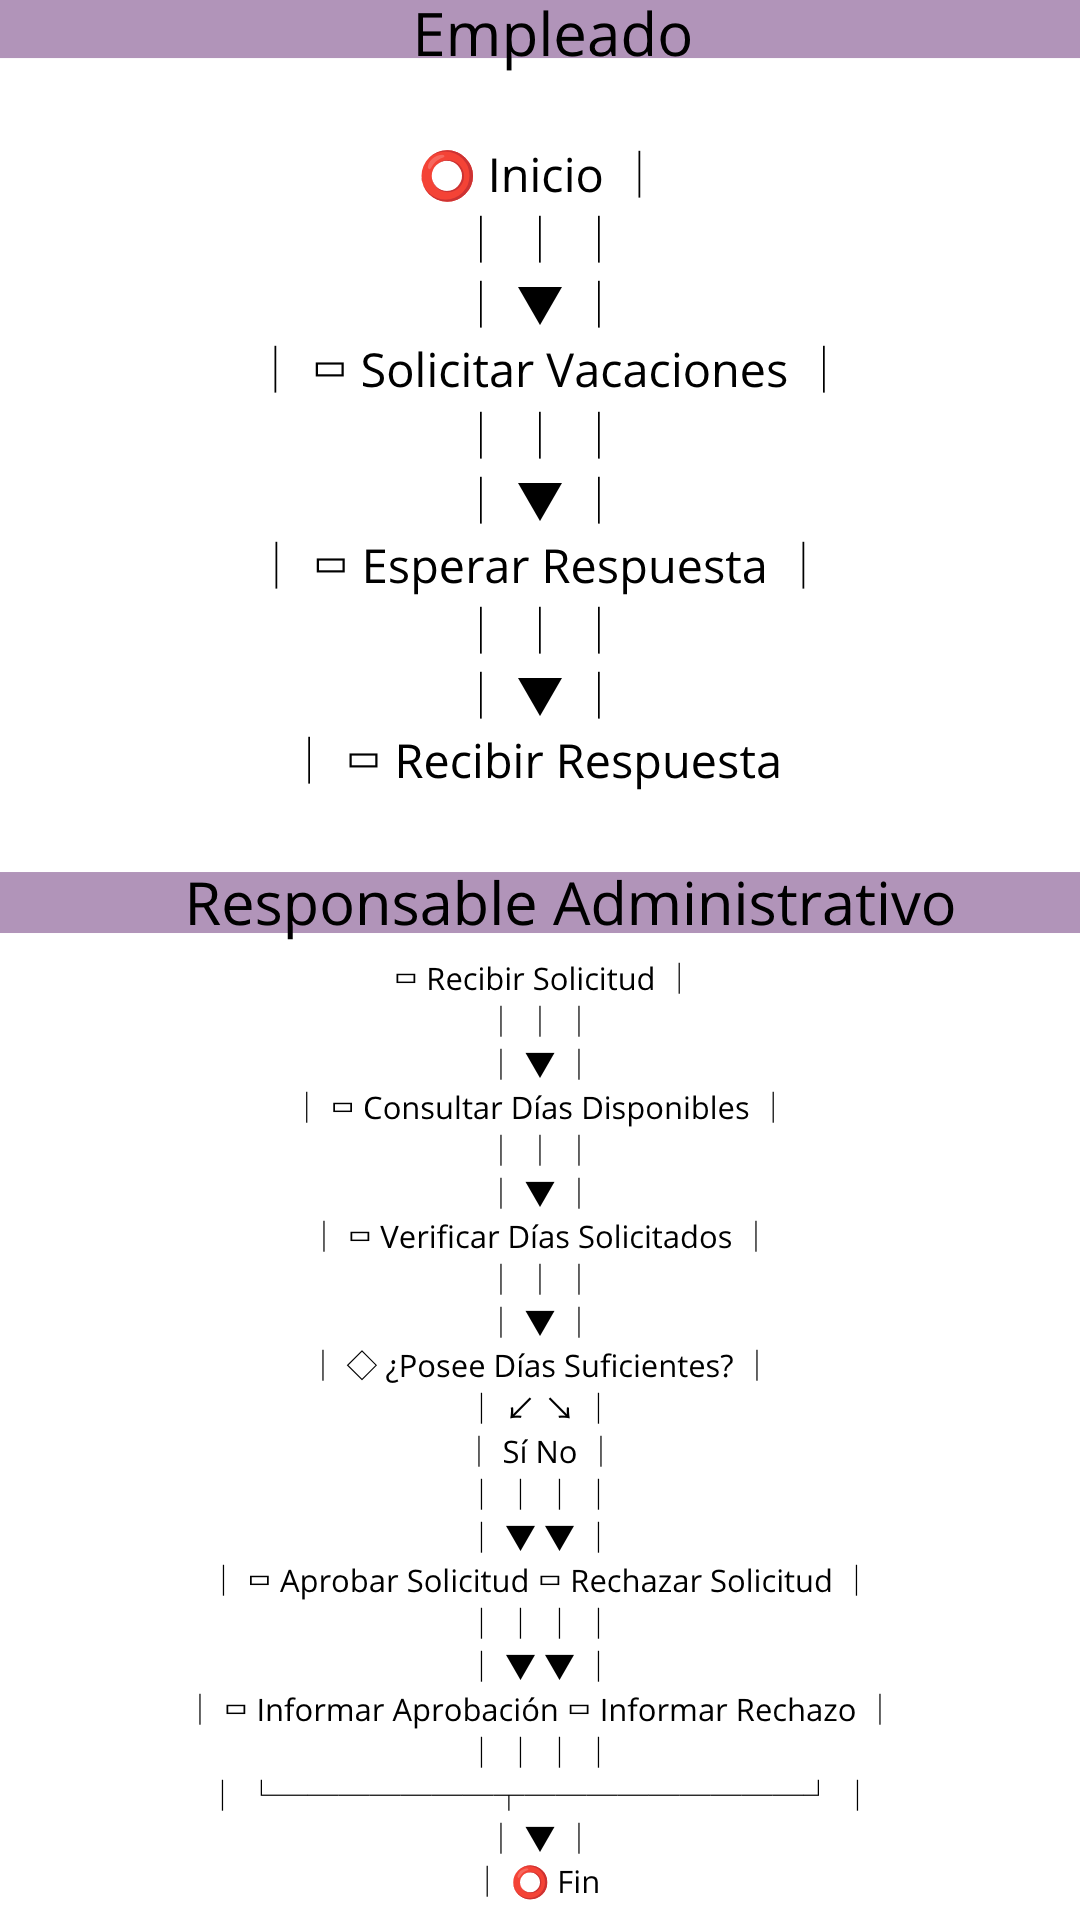 Empleado
⭕ Inicio │
│ │ │
│ ▼ │
│ ▭ Solicitar Vacaciones │
│ │ │
│ ▼ │
│ ▭ Esperar Respuesta │
│ │ │
│ ▼ │
│ ▭ Recibir Respuesta
Responsable Administrativo
▭ Recibir Solicitud │
│ │ │
│ ▼ │
│ ▭ Consultar Días Disponibles │
│ │ │
│ ▼ │
│ ▭ Verificar Días Solicitados │
│ │ │
│ ▼ │
│ ◇ ¿Posee Días Suficientes? │
│ ↙ ↘ │
│ Sí No │
│ │ │ │
│ ▼ ▼ │
│ ▭ Aprobar Solicitud ▭ Rechazar Solicitud │
│ │ │ │
│ ▼ ▼ │
│ ▭ Informar Aprobación ▭ Informar Rechazo │
│ │ │ │
│ └───────────┬──────────────┘ │
│ ▼ │
│ ⭕ Fin